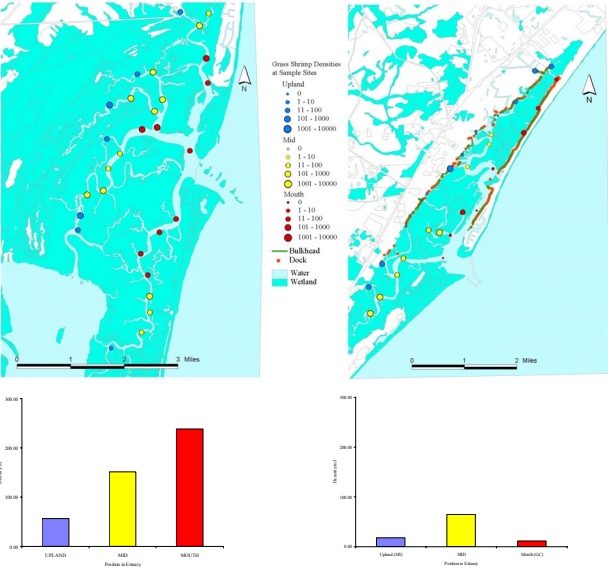 N
0
1
2
3
Miles
Grass Shrimp Densities
at Sample Sites
Upland
0
1 - 10
11 - 100
101 - 1000
1001 - 10000
Mid
0
1 - 10
11 - 100
101 - 1000
1001 - 10000
Mouth
0
1 - 10
11 - 100
101 - 1000
1001 - 10000
Bulkhead
Dock
Water
Wetland
N
0
1
2
Miles
300.00
200.00
100.00
0.00
UPLAND
MID
MOUTH
Position in Estuary
300.00
200.00
100.00
0.00
Upland (MI)
MID
Mouth (GC)
Position in Estuary